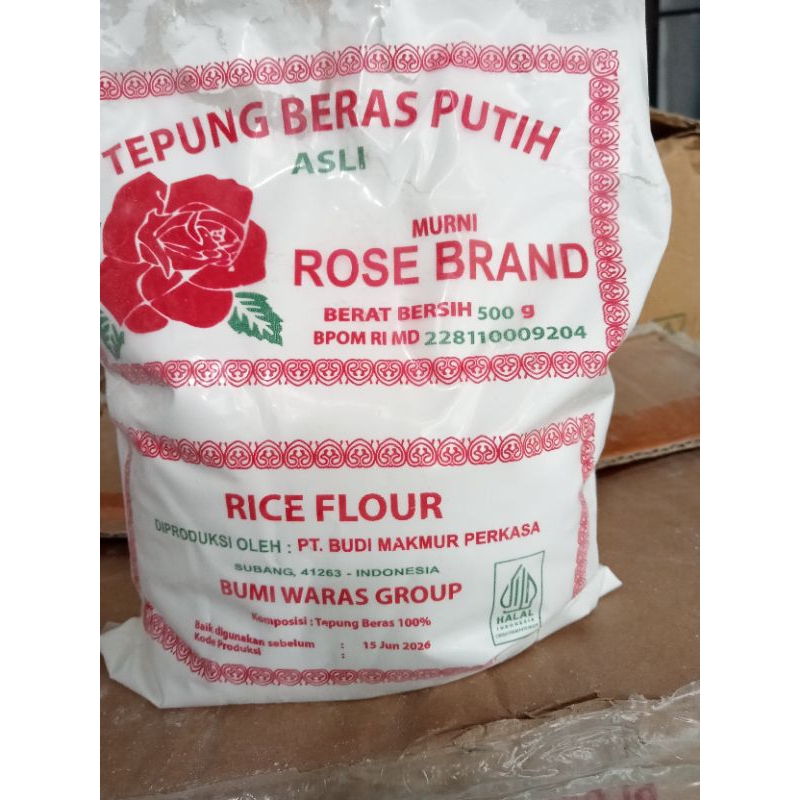 TEPUNG BERAS PUTIH
ASLI
MURNI
ROSE BRAND
BERAT BERSIH 500 g
BPOM RI MD 228110009204
RICE FLOUR
DIPRODUKSI OLEH : PT. BUDI MAKMUR PERKASA
SUBANG, 41263 - INDONESIA
BUMI WARAS GROUP
Komposisi : Tepung Beras 100%
Baik digunakan sebelum : 15 Jun 2026
Kode Produksi :
HALAL
INDONESIA